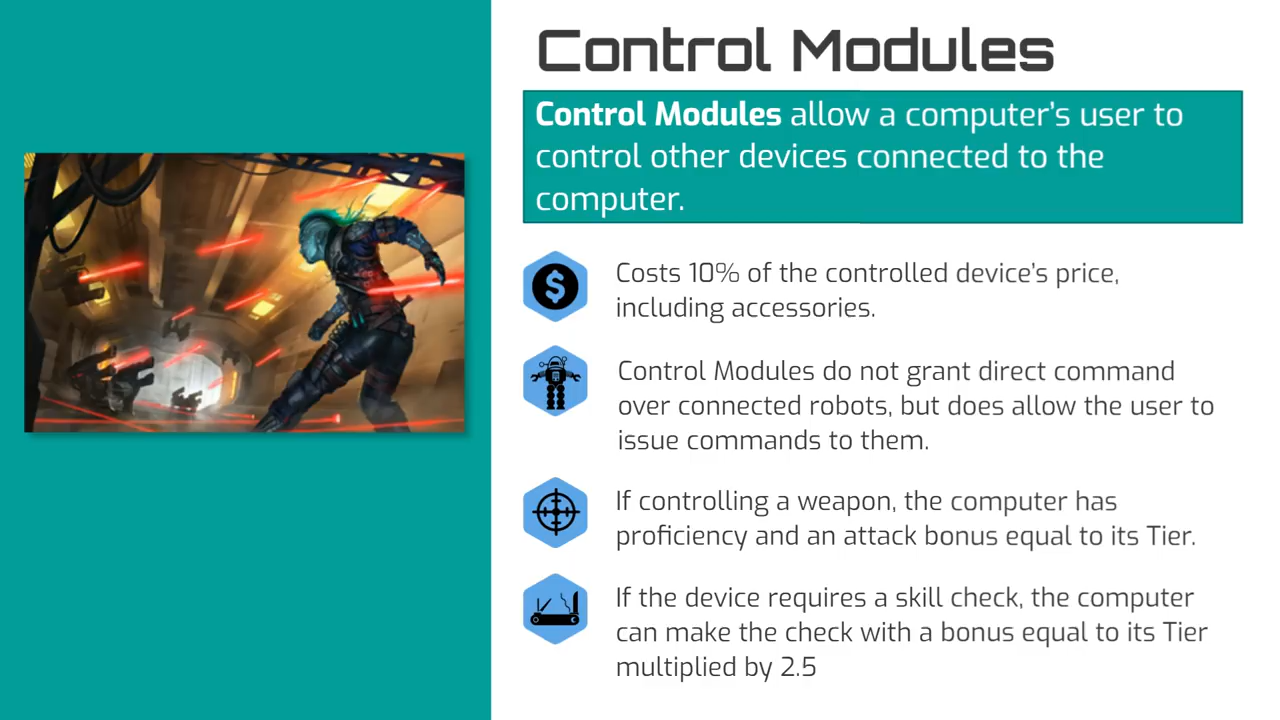 Control Modules
Control Modules allow a computer’s user to
control other devices connected to the
computer.
Costs 10% of the controlled device’s price,
including accessories.
Control Modules do not grant direct command
over connected robots, but does allow the user to
issue commands to them.
If controlling a weapon, the computer has
proficiency and an attack bonus equal to its Tier.
If the device requires a skill check, the computer
can make the check with a bonus equal to its Tier
multiplied by 2.5